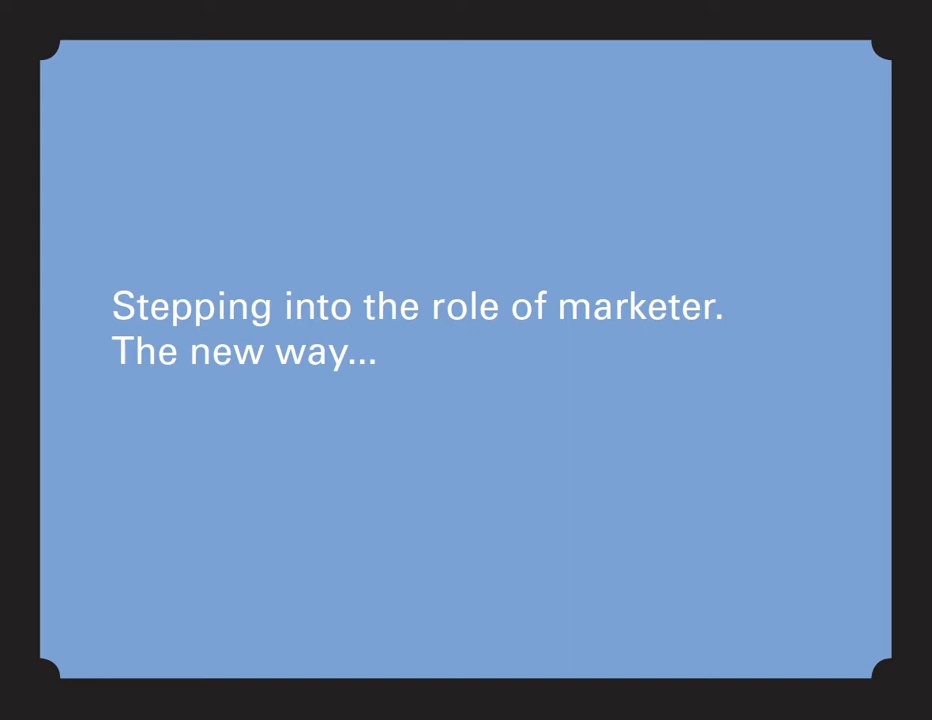 Stepping into the role of marketer.
The new way...